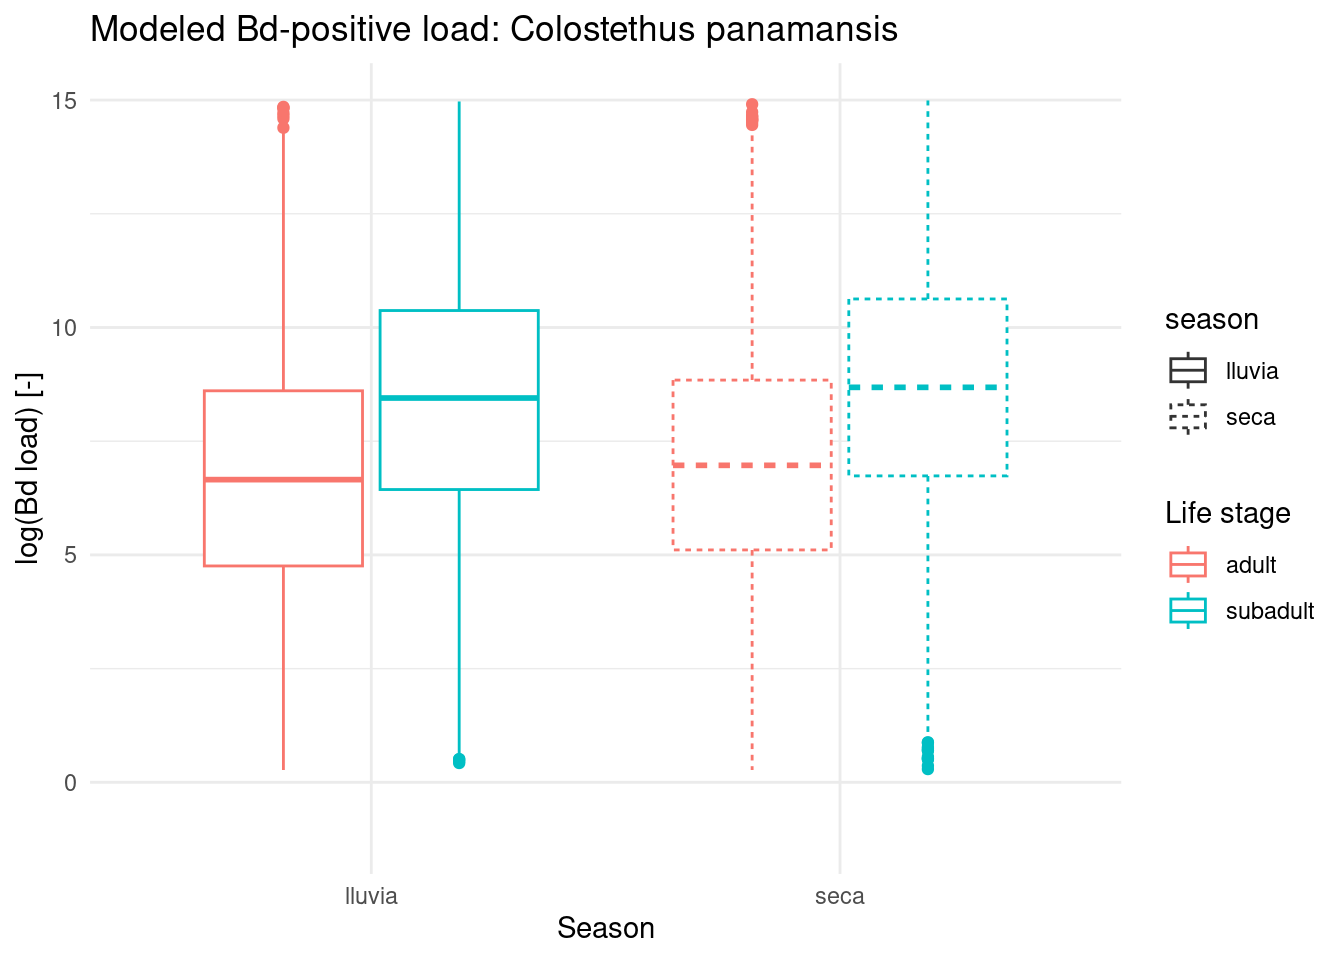 Modeled Bd-positive load: Colostethus panamansis
15
10
5
0
log(Bd load) [-]
lluvia
seca
Season
season
lluvia
seca
Life stage
adult
subadult